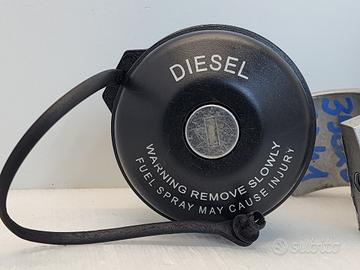 DIESEL
WARNING REMOVE SLOWLY
FUEL SPRAY MAY CAUSE INJURY
subito